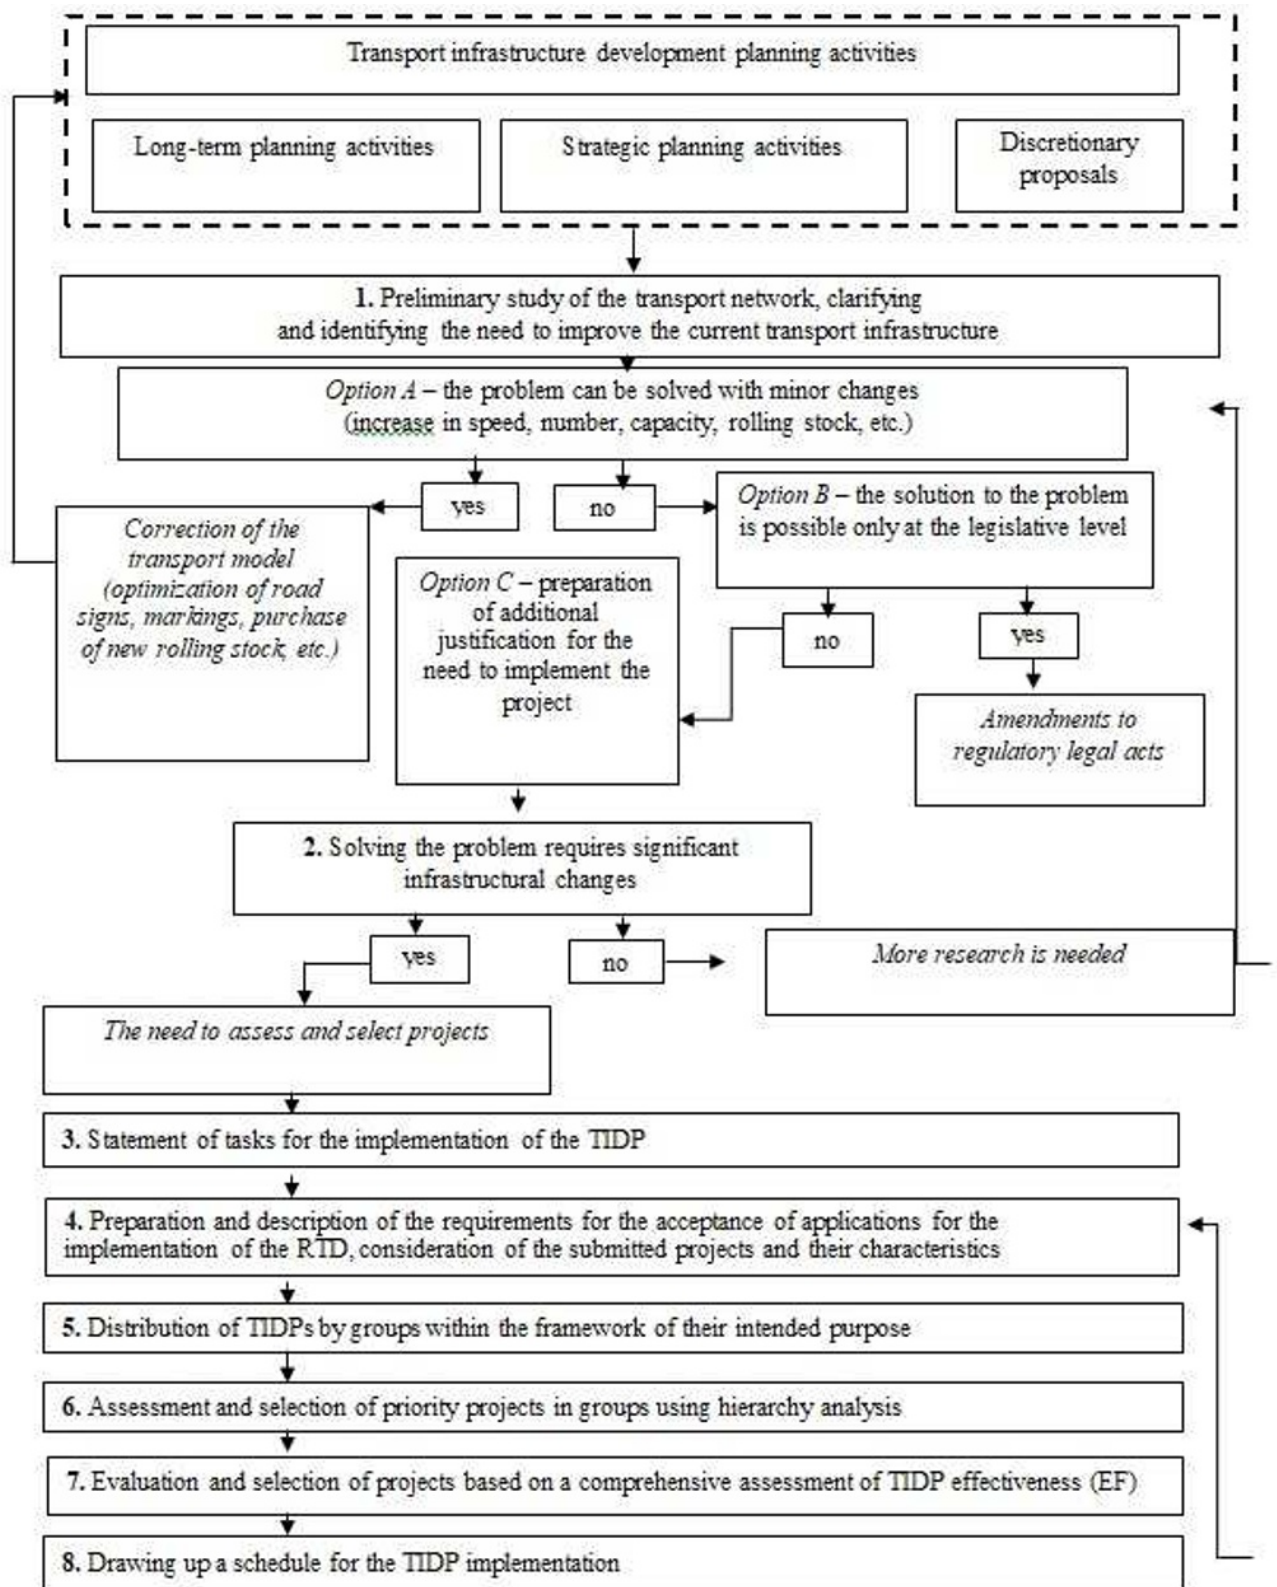 Transport infrastructure development planning activities
Long-term planning activities
Strategic planning activities
Discretionary
proposals
1. Preliminary study of the transport network, clarifying
and identifying the need to improve the current transport infrastructure
Option A – the problem can be solved with minor changes
(increase in speed, number, capacity, rolling stock, etc.)
yes
no
Option B – the solution to the problem
is possible only at the legislative level
Correction of the
transport model
(optimization of road
signs, markings, purchase
of new rolling stock, etc.)
Option C – preparation
of additional
justification for the
need to implement the
project
no
yes
Amendments to
regulatory legal acts
2. Solving the problem requires significant
infrastructural changes
yes
no
More research is needed
The need to assess and select projects
3. Statement of tasks for the implementation of the TIDP
4. Preparation and description of the requirements for the acceptance of applications for the
implementation of the RTD, consideration of the submitted projects and their characteristics
5. Distribution of TIDPs by groups within the framework of their intended purpose
6. Assessment and selection of priority projects in groups using hierarchy analysis
7. Evaluation and selection of projects based on a comprehensive assessment of TIDP effectiveness (EF)
8. Drawing up a schedule for the TIDP implementation